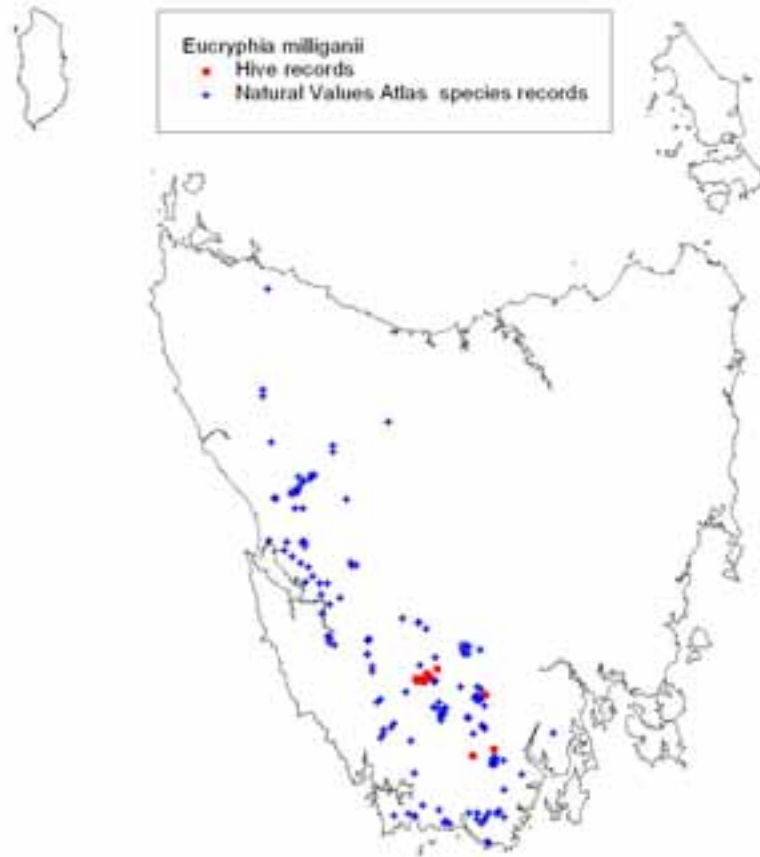 Eucryphia milliganii
Hive records
Natural Values Atlas species records